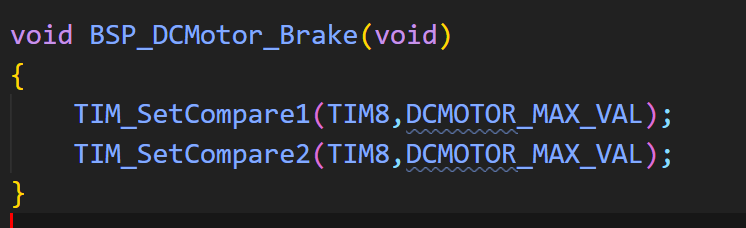 void BSP_DCMotor_Brake(void)
{
    TIM_SetCompare1(TIM8,DCMOTOR_MAX_VAL);
    TIM_SetCompare2(TIM8,DCMOTOR_MAX_VAL);
}